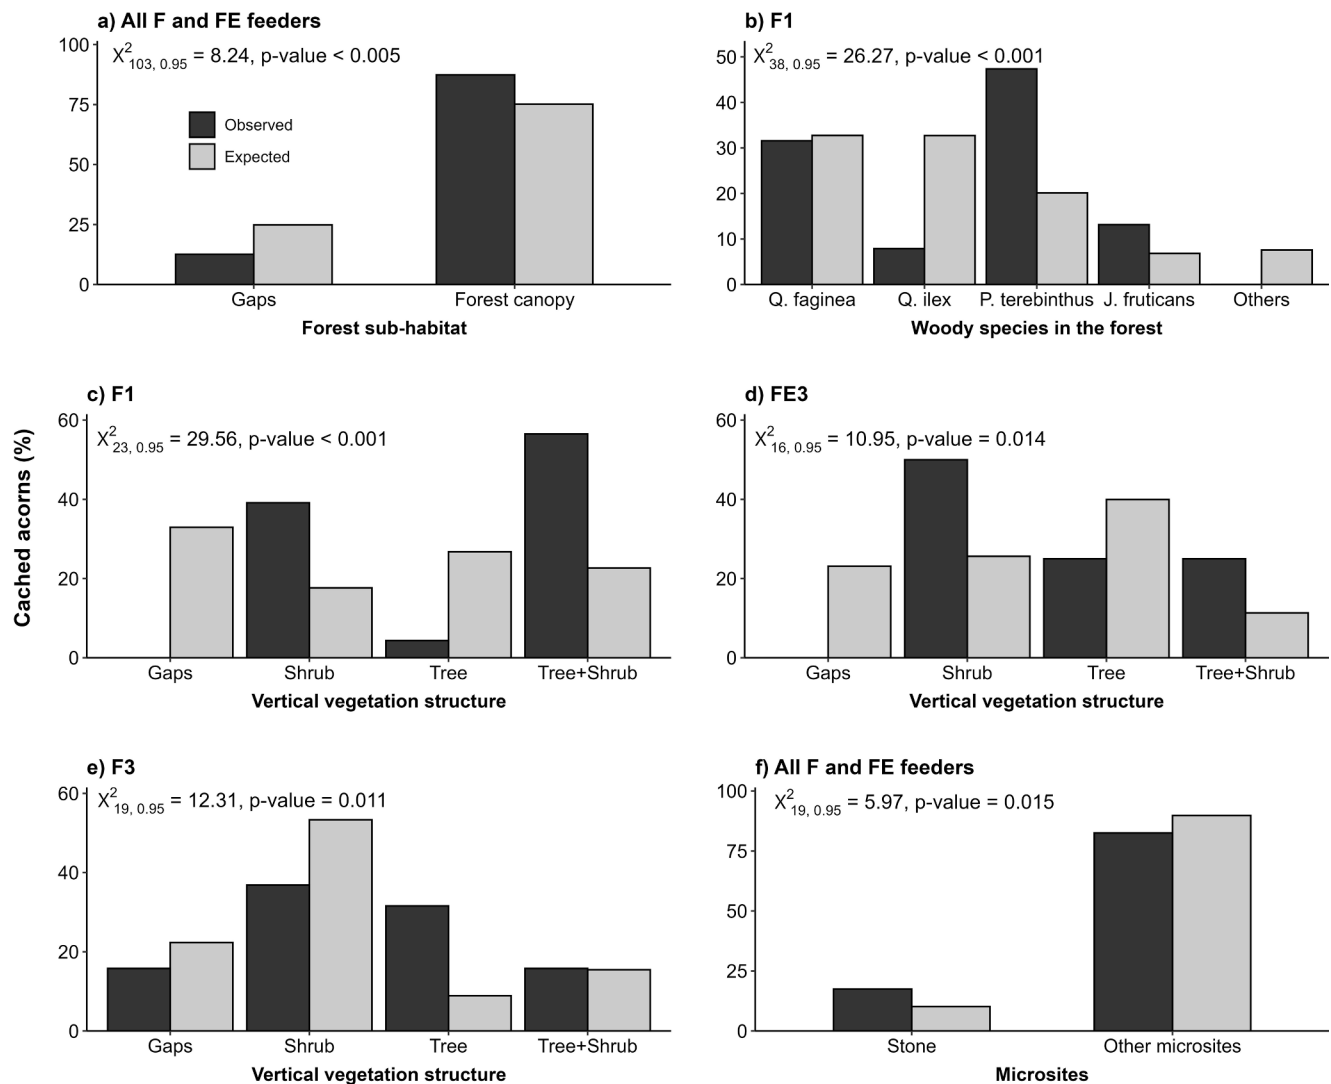 a) All F and FE feeders
X2103, 0.95 = 8.24, p-value < 0.005
100
75
50
25
0
Observed
Expected
Gaps
Forest canopy
Forest sub-habitat
b) F1
X238, 0.95 = 26.27, p-value < 0.001
50
40
30
20
10
0
Q. faginea
Q. ilex
P. terebinthus
J. fruticans
Others
Woody species in the forest
Cached acorns (%)
c) F1
X223, 0.95 = 29.56, p-value < 0.001
60
40
20
0
Gaps
Shrub
Tree
Tree+Shrub
Vertical vegetation structure
d) FE3
X216, 0.95 = 10.95, p-value = 0.014
60
40
20
0
Gaps
Shrub
Tree
Tree+Shrub
Vertical vegetation structure
e) F3
X219, 0.95 = 12.31, p-value = 0.011
60
40
20
0
Gaps
Shrub
Tree
Tree+Shrub
Vertical vegetation structure
f) All F and FE feeders
X219, 0.95 = 5.97, p-value = 0.015
100
75
50
25
0
Stone
Other microsites
Microsites